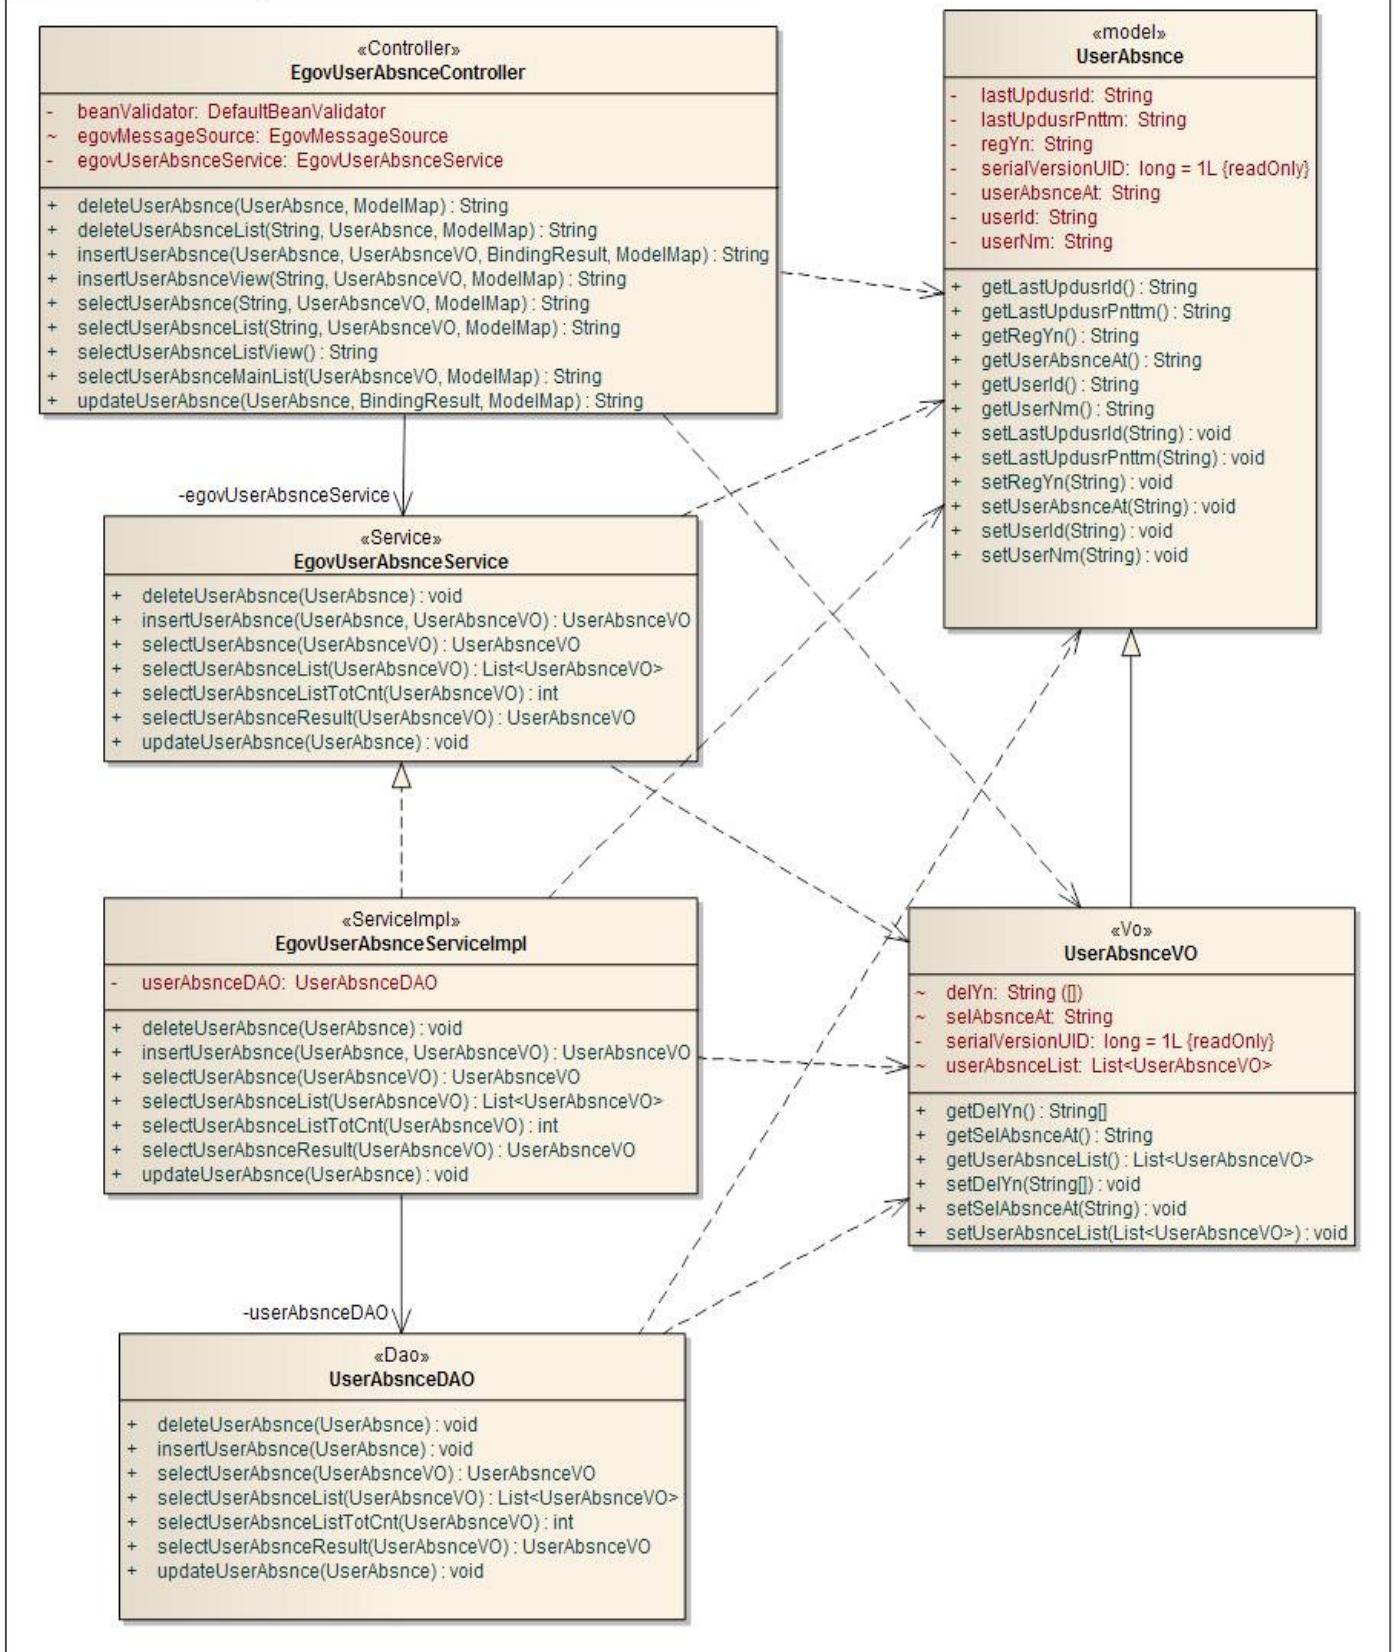 «Controller»
EgovUserAbsnceController
- beanValidator: DefaultBeanValidator
~ egovMessageSource: EgovMessageSource
- egovUserAbsnceService: EgovUserAbsnceService
+ deleteUserAbsnce(UserAbsnce, ModelMap) : String
+ deleteUserAbsnceList(String, UserAbsnce, ModelMap) : String
+ insertUserAbsnce(UserAbsnce, UserAbsnceVO, BindingResult, ModelMap) : String
+ insertUserAbsnceView(String, UserAbsnceVO, ModelMap) : String
+ selectUserAbsnce(String, UserAbsnceVO, ModelMap) : String
+ selectUserAbsnceList(String, UserAbsnceVO, ModelMap) : String
+ selectUserAbsnceListView() : String
+ selectUserAbsnceMainList(UserAbsnceVO, ModelMap) : String
+ updateUserAbsnce(UserAbsnce, BindingResult, ModelMap) : String
«model»
UserAbsnce
- lastUpdusrId: String
- lastUpdusrPnttm: String
- regYn: String
- serialVersionUID: long = 1L {readOnly}
- userAbsnceAt: String
- userId: String
- userNm: String
+ getLastUpdusrId() : String
+ getLastUpdusrPnttm() : String
+ getRegYn() : String
+ getUserAbsnceAt() : String
+ getUserId() : String
+ getUserNm() : String
+ setLastUpdusrId(String) : void
+ setLastUpdusrPnttm(String) : void
+ setRegYn(String) : void
+ setUserAbsnceAt(String) : void
+ setUserId(String) : void
+ setUserNm(String) : void
-egovUserAbsnceService
«Service»
EgovUserAbsnceService
+ deleteUserAbsnce(UserAbsnce) : void
+ insertUserAbsnce(UserAbsnce, UserAbsnceVO) : UserAbsnceVO
+ selectUserAbsnce(UserAbsnceVO) : UserAbsnceVO
+ selectUserAbsnceList(UserAbsnceVO) : List<UserAbsnceVO>
+ selectUserAbsnceListTotCnt(UserAbsnceVO) : int
+ selectUserAbsnceResult(UserAbsnceVO) : UserAbsnceVO
+ updateUserAbsnce(UserAbsnce) : void
«ServiceImpl»
EgovUserAbsnceServiceImpl
- userAbsnceDAO: UserAbsnceDAO
+ deleteUserAbsnce(UserAbsnce) : void
+ insertUserAbsnce(UserAbsnce, UserAbsnceVO) : UserAbsnceVO
+ selectUserAbsnce(UserAbsnceVO) : UserAbsnceVO
+ selectUserAbsnceList(UserAbsnceVO) : List<UserAbsnceVO>
+ selectUserAbsnceListTotCnt(UserAbsnceVO) : int
+ selectUserAbsnceResult(UserAbsnceVO) : UserAbsnceVO
+ updateUserAbsnce(UserAbsnce) : void
«Vo»
UserAbsnceVO
~ delYn: String ([])
~ selAbsnceAt: String
- serialVersionUID: long = 1L {readOnly}
~ userAbsnceList: List<UserAbsnceVO>
+ getDelYn() : String[]
+ getSelAbsnceAt() : String
+ getUserAbsnceList() : List<UserAbsnceVO>
+ setDelYn(String[]) : void
+ setSelAbsnceAt(String) : void
+ setUserAbsnceList(List<UserAbsnceVO>) : void
-userAbsnceDAO
«Dao»
UserAbsnceDAO
+ deleteUserAbsnce(UserAbsnce) : void
+ insertUserAbsnce(UserAbsnce) : void
+ selectUserAbsnce(UserAbsnceVO) : UserAbsnceVO
+ selectUserAbsnceList(UserAbsnceVO) : List<UserAbsnceVO>
+ selectUserAbsnceListTotCnt(UserAbsnceVO) : int
+ selectUserAbsnceResult(UserAbsnceVO) : UserAbsnceVO
+ updateUserAbsnce(UserAbsnce) : void